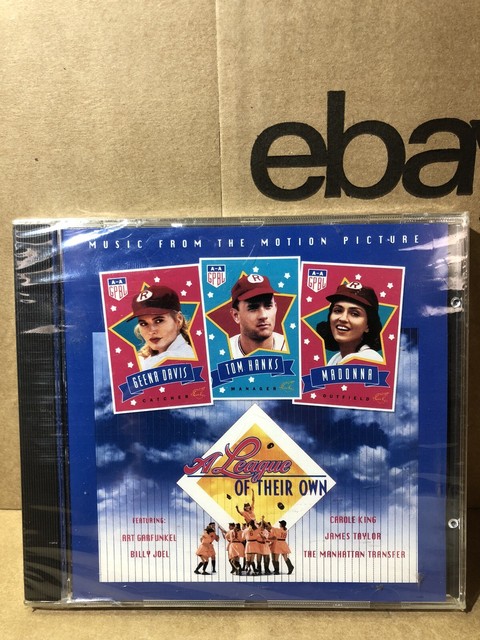 ebay
MUSIC FROM THE MOTION PICTURE
A-A
GPBL
R
GEENA DAVIS
CATCHER
A-A
GPBL
R
TOM HANKS
MANAGER
A-A
GPBL
R
MADONNA
OUTFIELD
A League
OF THEIR OWN
FEATURING:
ART GARFUNKEL
BILLY JOEL
CAROLE KING
JAMES TAYLOR
THE MANHATTAN TRANSFER